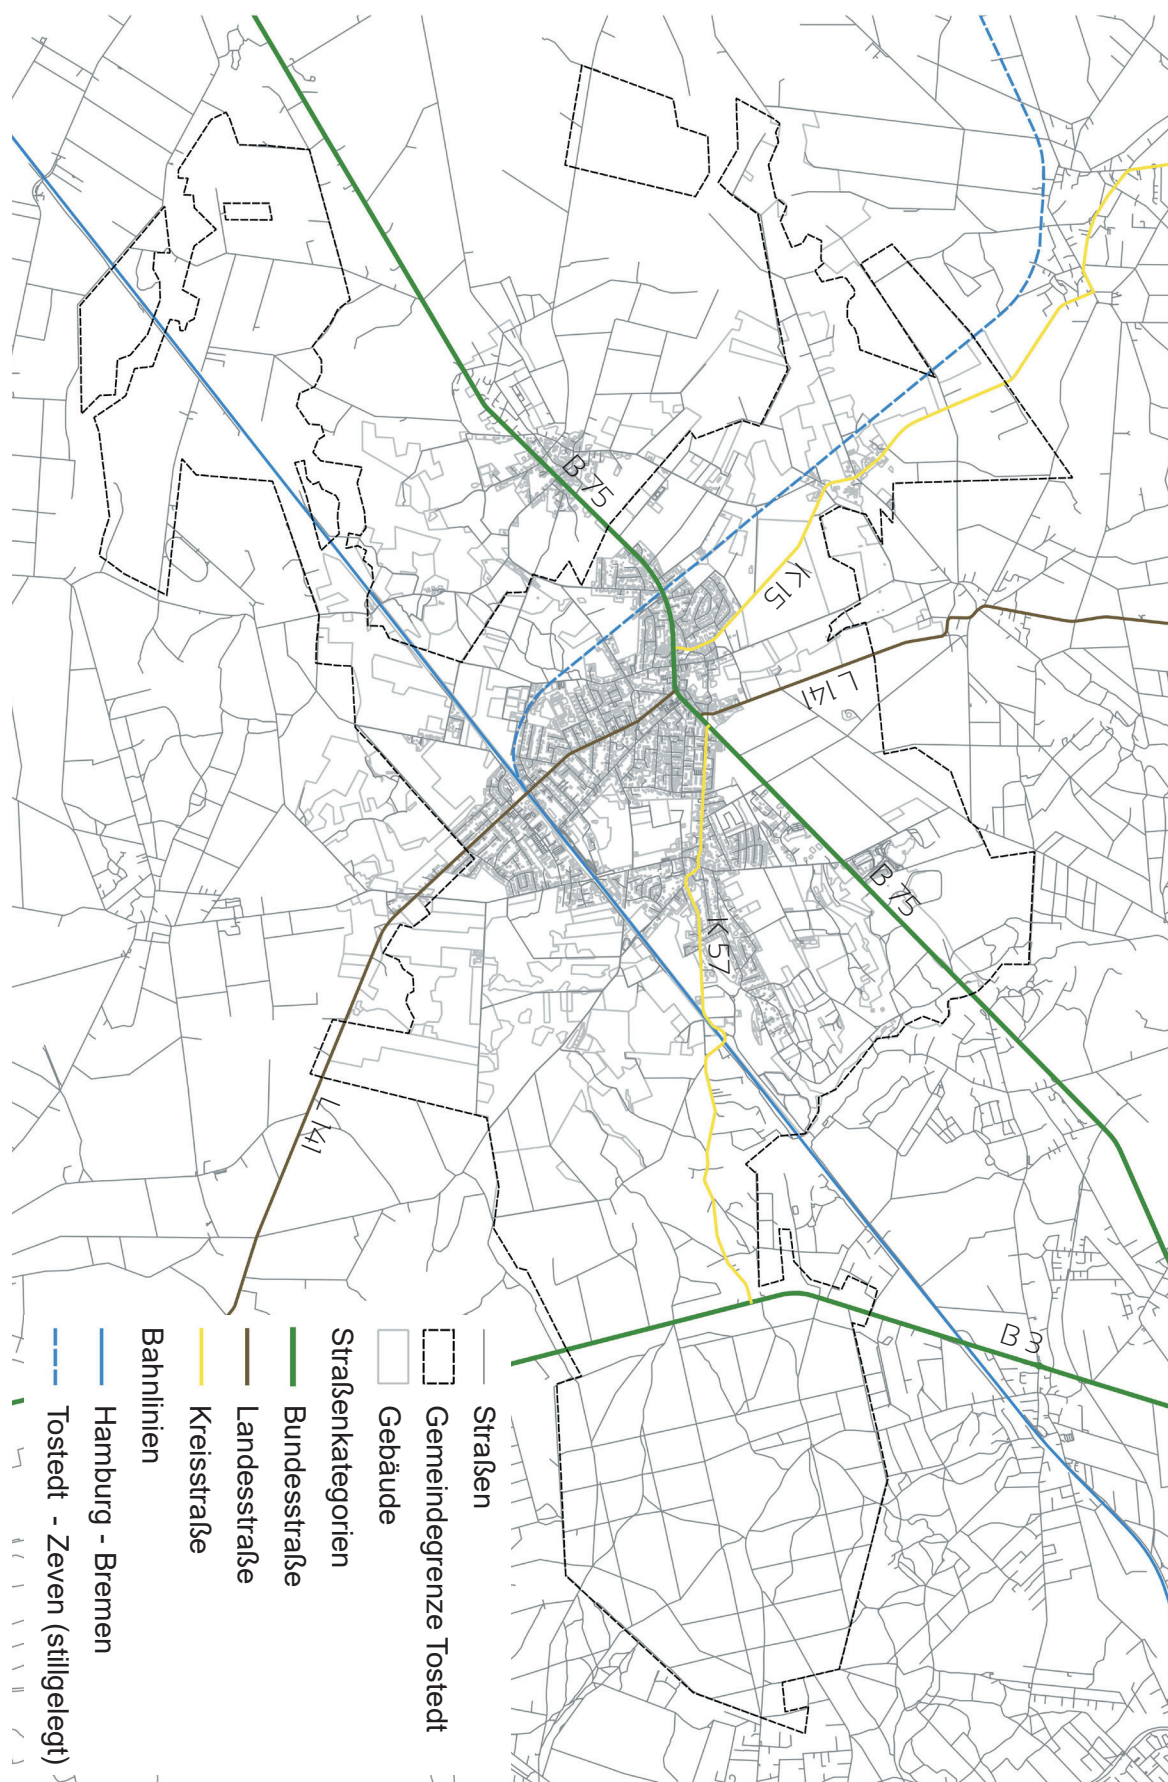 B 75
K 15
L 141
B 75
K 57
L 141
B 3
Straßen
Gemeindegrenze Tostedt
Gebäude
Straßenkategorien
Bundesstraße
Landesstraße
Kreisstraße
Bahnlinien
Hamburg - Bremen
Tostedt - Zeven (stillgelegt)